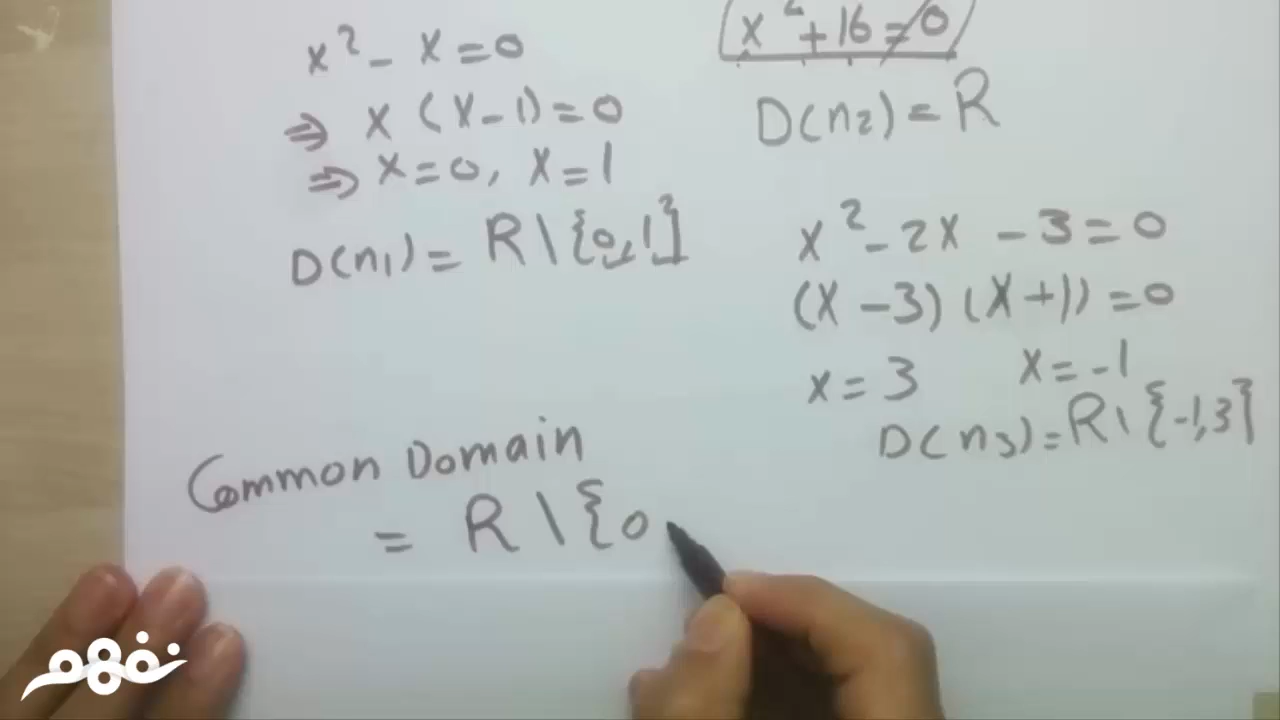 x² - x = 0
⇒ x (x-1) = 0
⇒ x = 0, x = 1
D(n₁) = R \ {0, 1}
x² + 16 ≠ 0
D(n₂) = R
x² - 2x - 3 = 0
(x - 3) (x + 1) = 0
x = 3 x = -1
D(n₃) = R \ {-1, 3}
Common Domain
= R \ {0
نفهم